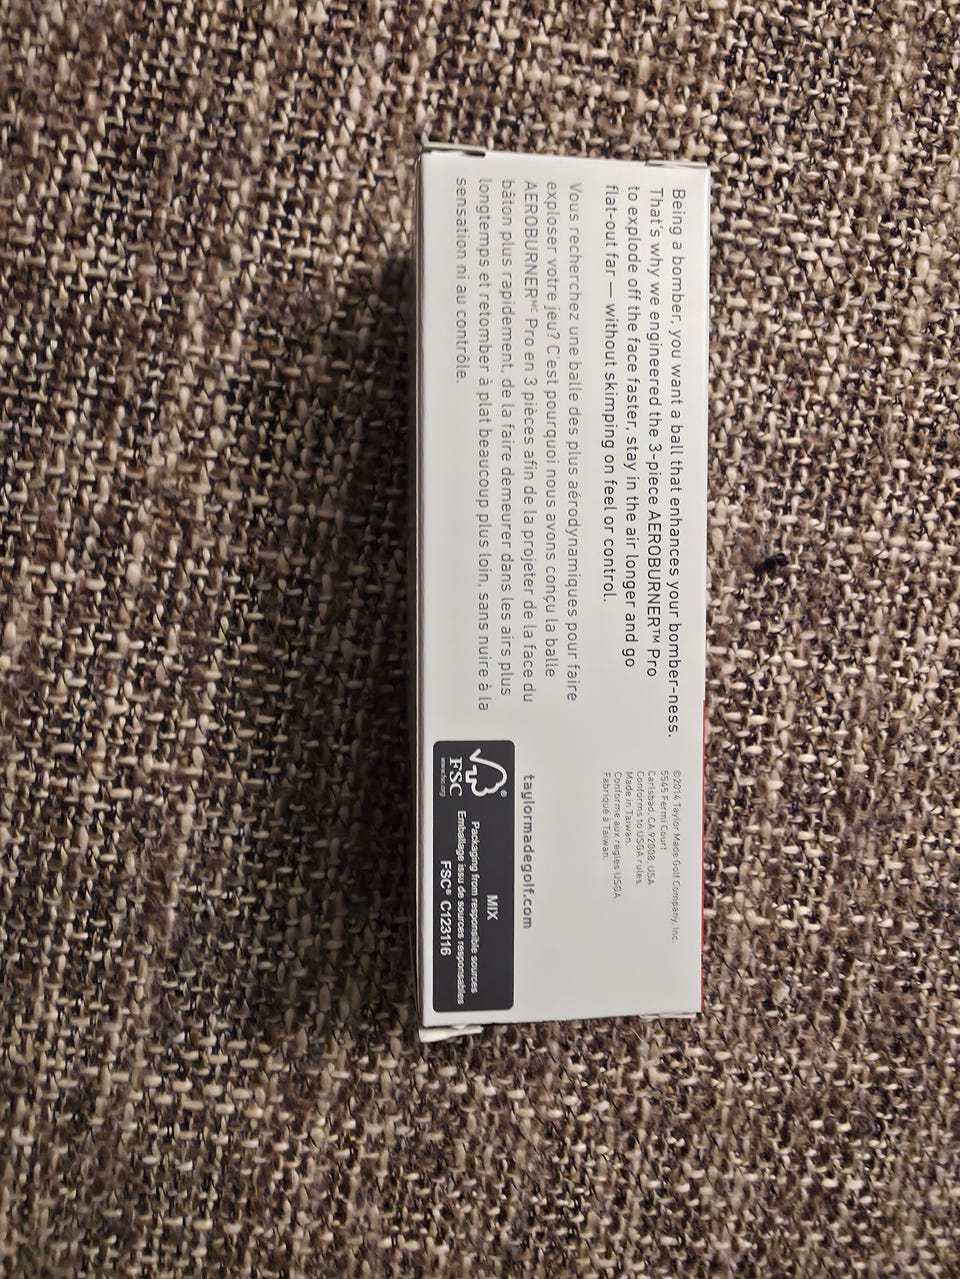 Being a bomber, you want a ball that enhances your bomber-ness.
That's why we engineered the 3-piece AEROBURNER™ Pro
to explode off the face faster, stay in the air longer and go
flat-out far — without skimping on feel or control.
Vous recherchez une balle des plus aérodynamiques pour faire
exploser votre jeu? C'est pourquoi nous avons conçu la balle
AEROBURNERᴹᶜ Pro en 3 pièces afin de la projeter de la face du
bâton plus rapidement, de la faire demeurer dans les airs plus
longtemps et retomber à plat beaucoup plus loin, sans nuire à la
sensation ni au contrôle.
©2014 Taylor Made Golf Company, Inc.
5545 Fermi Court
Carlsbad, CA 92008, USA
Conforms to USGA rules.
Made in Taiwan.
Conforme aux règles USGA.
Fabriqué à Taïwan.
taylormadegolf.com
®
FSC
www.fsc.org
MIX
Packaging from responsible sources
Emballage issu de sources responsables
FSC® C123116